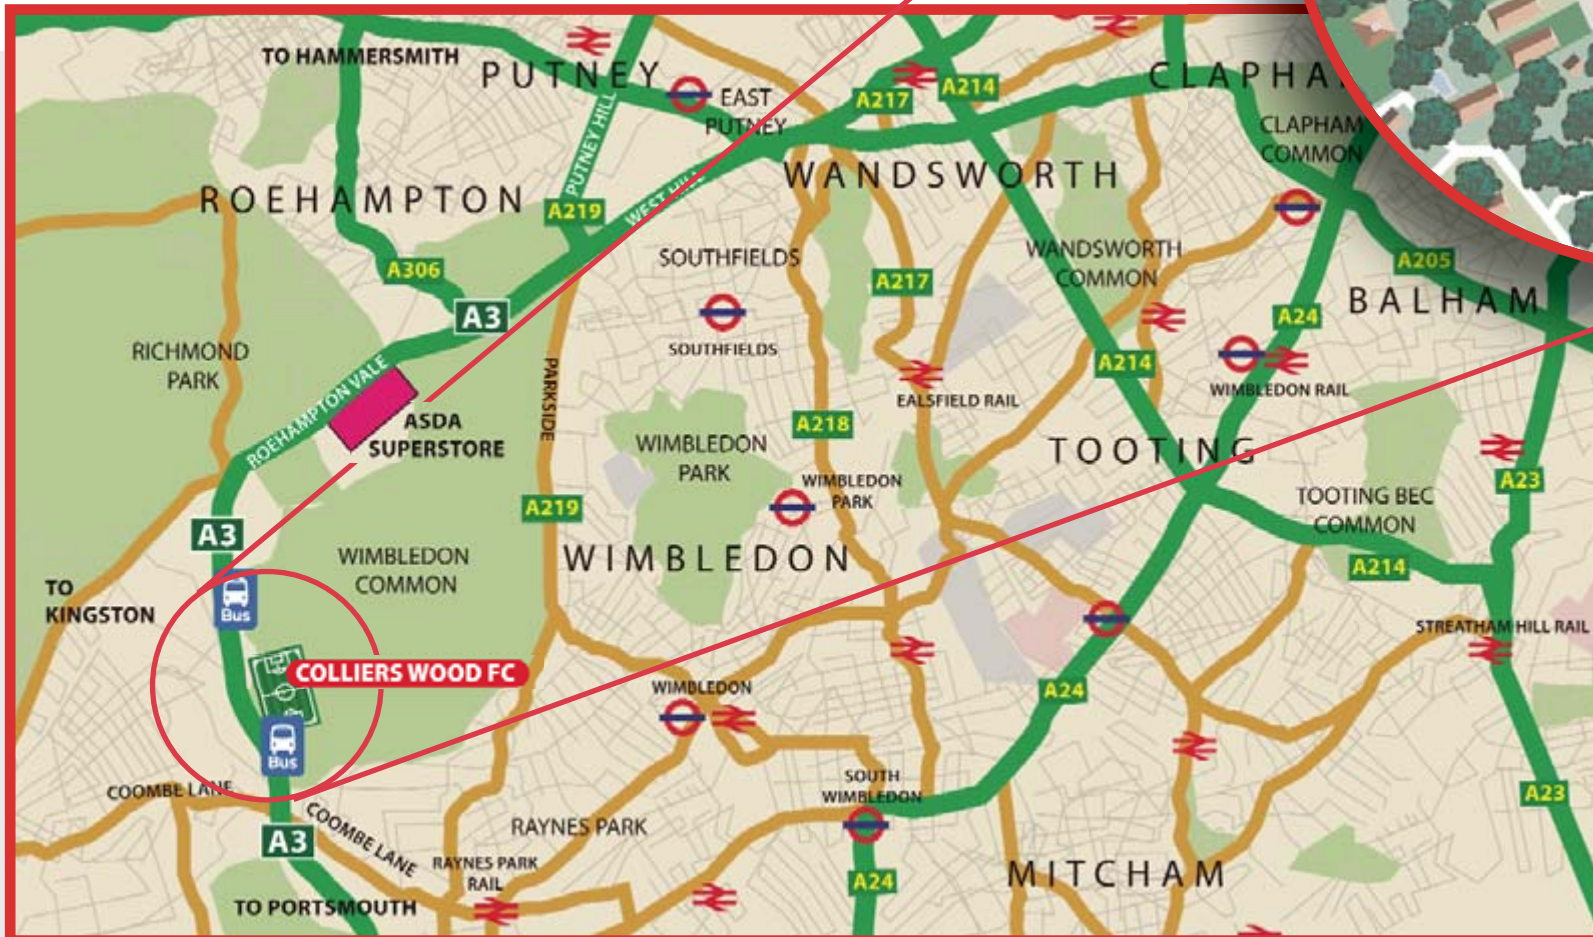 TO HAMMERSMITH
PUTNEY
EAST
PUTNEY
PUTNEY HILL
A217
A214
CLAPHA
CLAPHAM
COMMON
ROEHAMPTON
A219
WEST HILL
WANDSWORTH
A306
A3
SOUTHFIELDS
SOUTHFIELDS
A217
WANDSWORTH
COMMON
A205
BALHAM
A24
RICHMOND
PARK
ROEHAMPTON VALE
ASDA
SUPERSTORE
PARKSIDE
EALSFIELD RAIL
A214
WIMBLEDON RAIL
A218
WIMBLEDON
PARK
WIMBLEDON
PARK
TOOTING
A23
TOOTING BEC
COMMON
A214
A3
A219
WIMBLEDON
WIMBLEDON
COMMON
TO
KINGSTON
Bus
COLLIERS WOOD FC
Bus
STREATHAM HILL RAIL
WIMBLEDON
A24
COOMBE LANE
SOUTH
WIMBLEDON
A23
A3
COOMBE LANE
RAYNES PARK
RAYNES PARK
RAIL
MITCHAM
A24
TO PORTSMOUTH